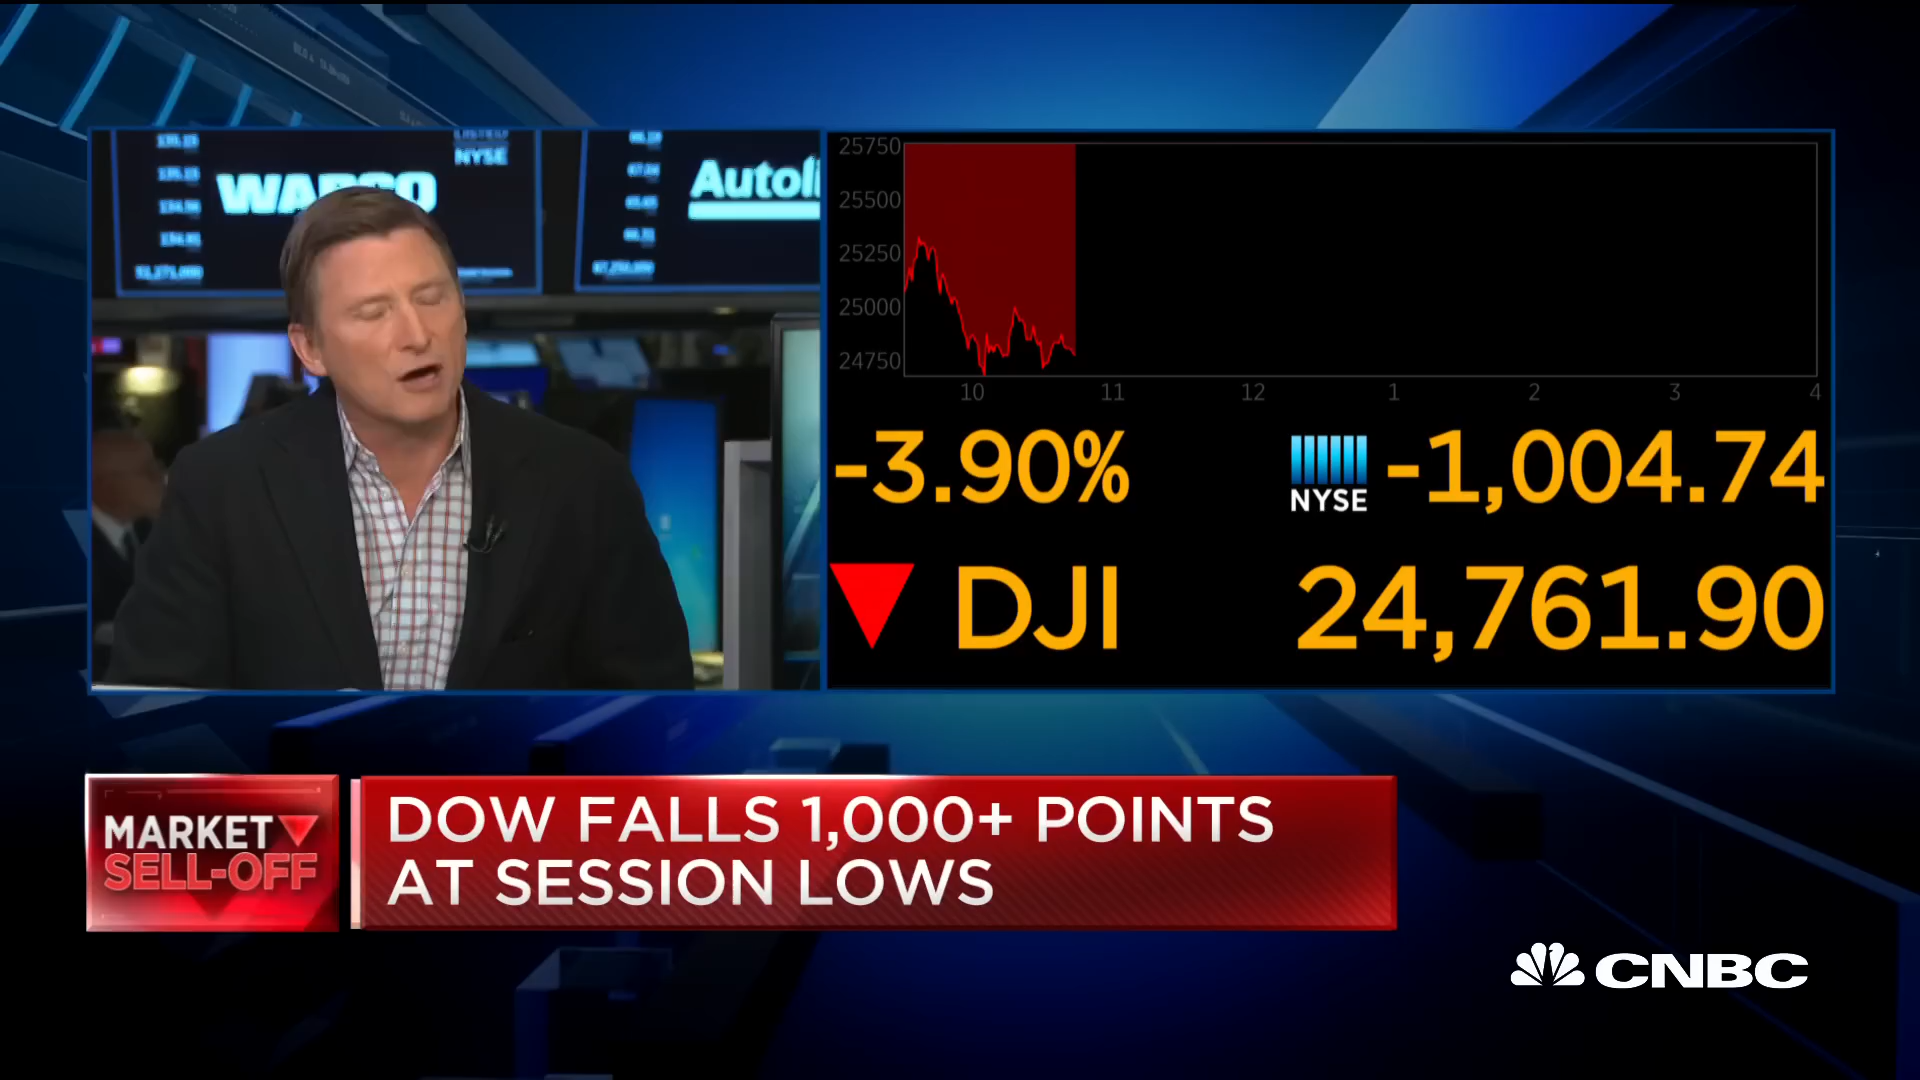 NYSE
WABCO
Autoli
25750
25500
25250
25000
24750
10 11 12 1 2 3 4
-3.90% NYSE -1,004.74
DJI 24,761.90
MARKET
SELL-OFF
DOW FALLS 1,000+ POINTS
AT SESSION LOWS
CNBC